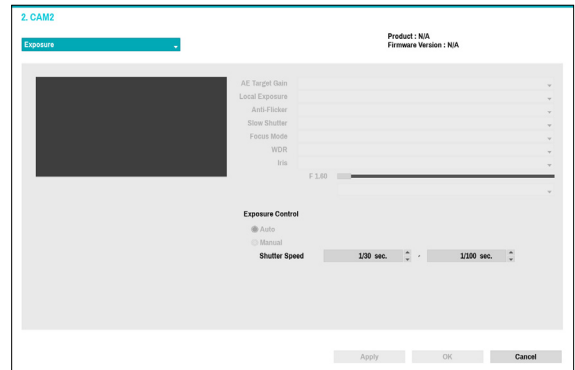 2. CAM2
Exposure
Product : N/A
Firmware Version : N/A
AE Target Gain
Local Exposure
Anti-Flicker
Slow Shutter
Focus Mode
WDR
Iris
F 1.60
Exposure Control
Auto
Manual
Shutter Speed 1/30 sec. , 1/100 sec.
Apply OK Cancel